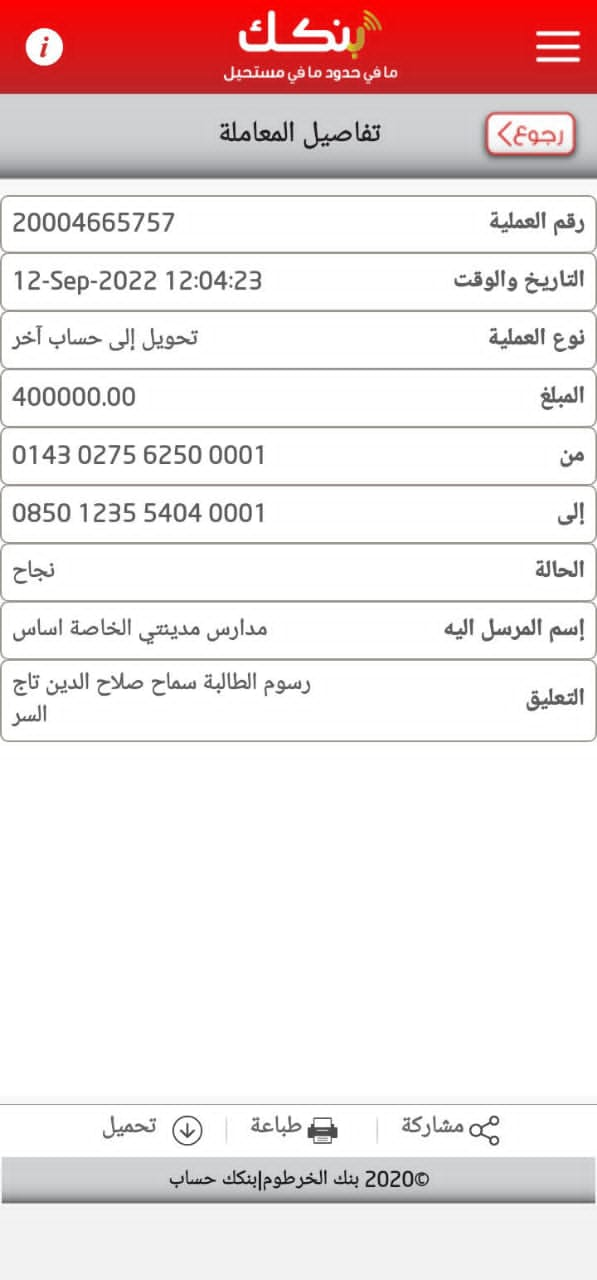 بنكك
ما في حدود ما في مستحيل
رجوع
تفاصيل المعاملة
رقم العملية 20004665757
التاريخ والوقت 12-Sep-2022 12:04:23
نوع العملية تحويل إلى حساب آخر
المبلغ 400000.00
من 0143 0275 6250 0001
إلى 0850 1235 5404 0001
الحالة نجاح
إسم المرسل اليه مدارس مدينتي الخاصة اساس
التعليق رسوم الطالبة سماح صلاح الدين تاج
السر
مشاركة | طباعة | تحميل
©2020 بنك الخرطوم|بنكك حساب